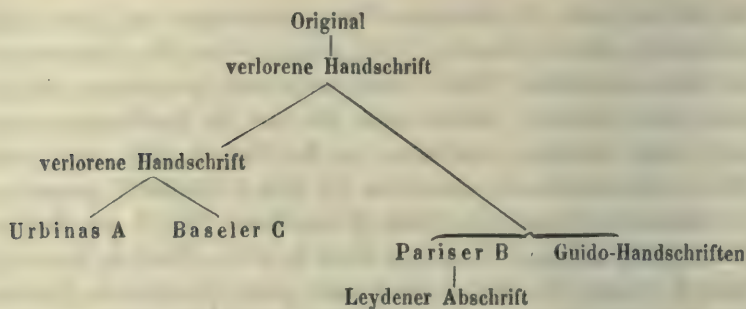 Original
verlorene Handschrift
verlorene Handschrift
Urbinas A Baseler C
Pariser B Guido-Handschriften
Leydener Abschrift